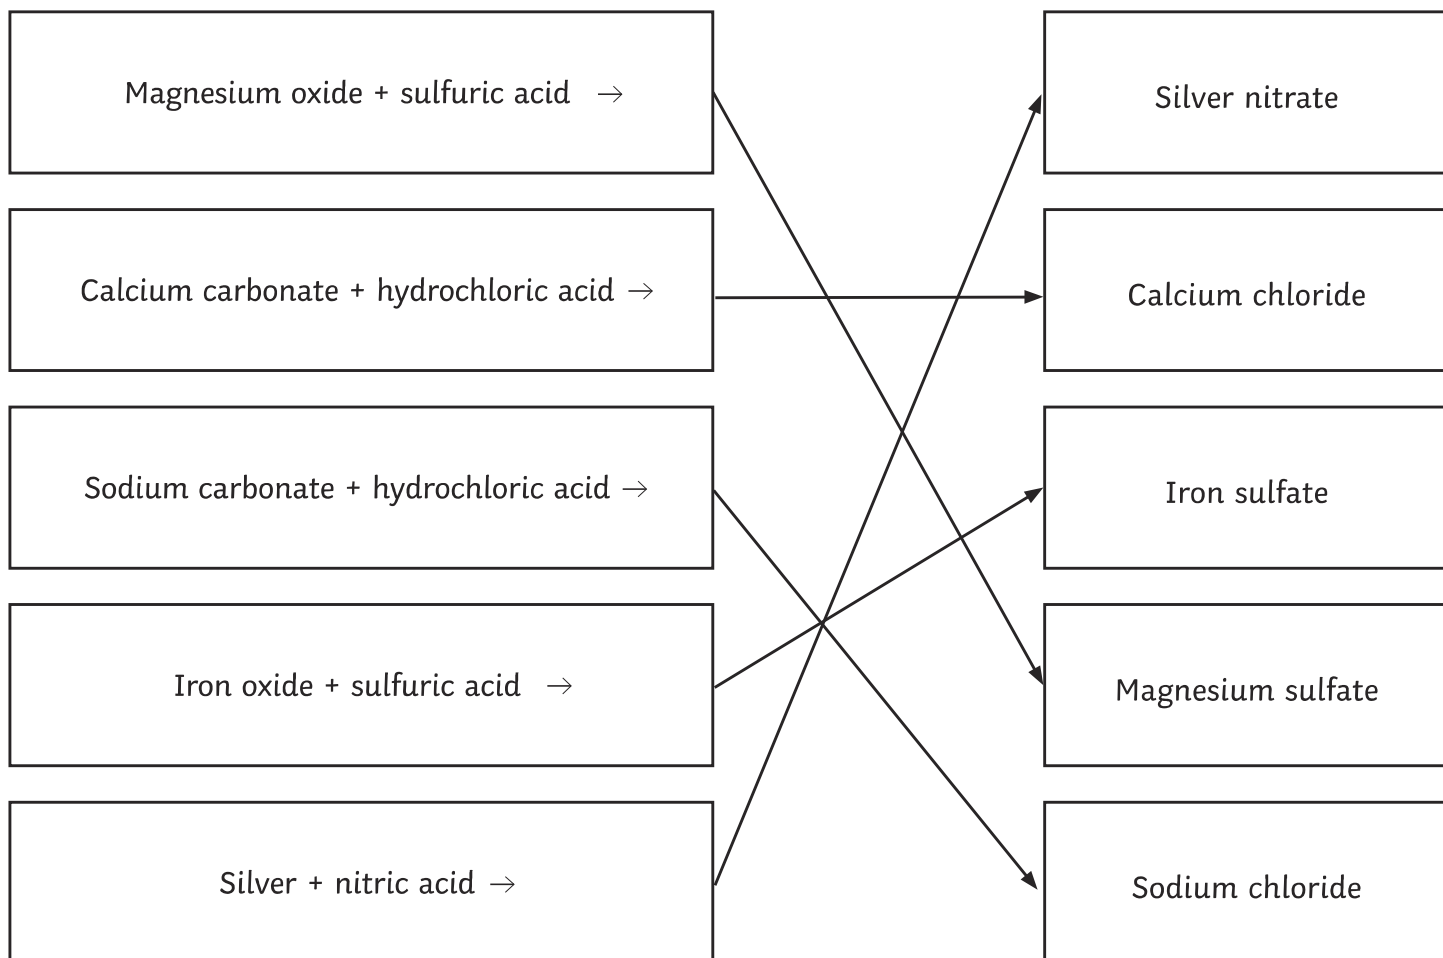 Magnesium oxide + sulfuric acid →
Silver nitrate
Calcium carbonate + hydrochloric acid →
Calcium chloride
Sodium carbonate + hydrochloric acid →
Iron sulfate
Iron oxide + sulfuric acid →
Magnesium sulfate
Silver + nitric acid →
Sodium chloride